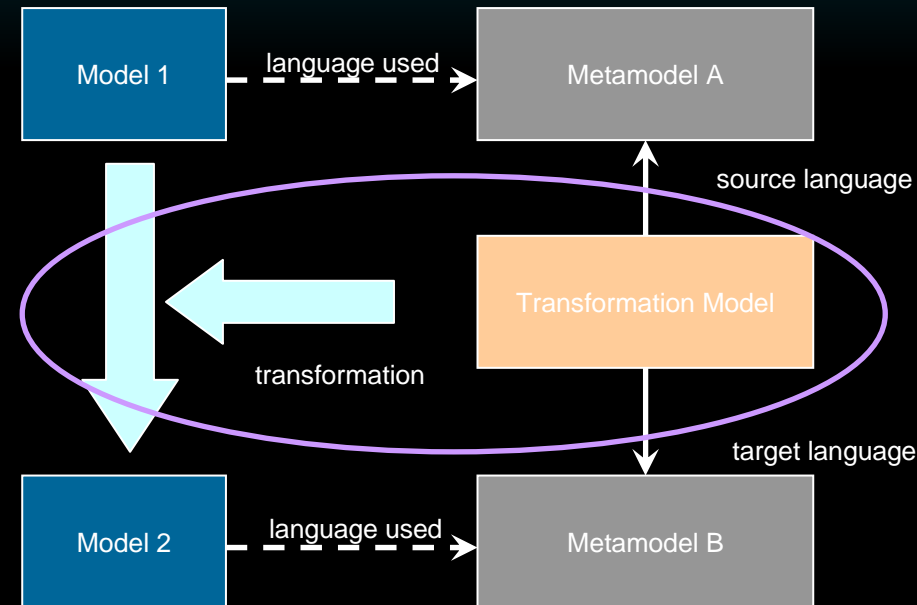 Model 1
language used
Metamodel A
source language
Transformation Model
transformation
target language
Model 2
language used
Metamodel B